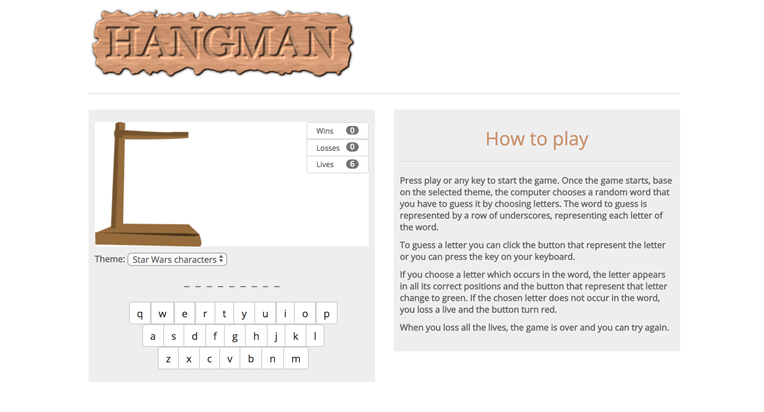 HANGMAN
Wins 0
Losses 0
Lives 6
Theme: Star Wars characters
_ _ _ _ _ _ _ _ _
q w e r t y u i o p
a s d f g h j k l
z x c v b n m
How to play
Press play or any key to start the game. Once the game starts, base
on the selected theme, the computer chooses a random word that
you have to guess it by choosing letters. The word to guess is
represented by a row of underscores, representing each letter of
the word.
To guess a letter you can click the button that represent the letter
or you can press the key on your keyboard.
If you choose a letter which occurs in the word, the letter appears
in all its correct positions and the button that represent that letter
change to green. If the chosen letter does not occur in the word,
you loss a live and the button turn red.
When you loss all the lives, the game is over and you can try again.